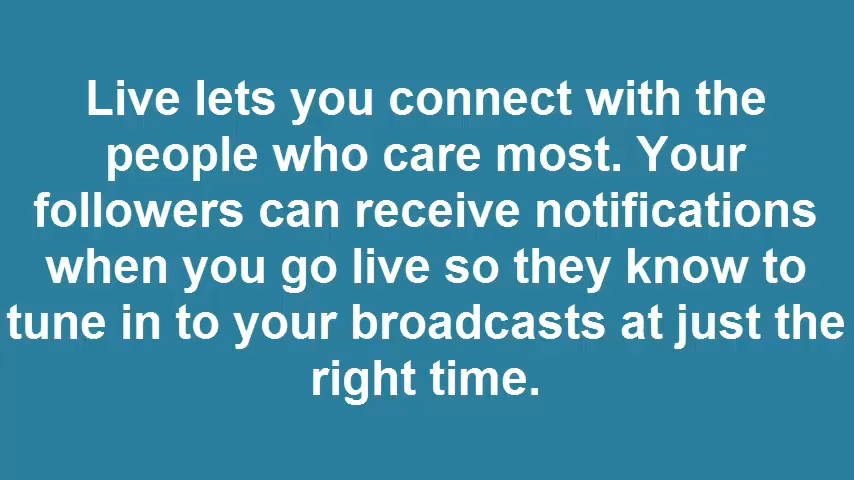 Live lets you connect with the
people who care most. Your
followers can receive notifications
when you go live so they know to
tune in to your broadcasts at just the
right time.